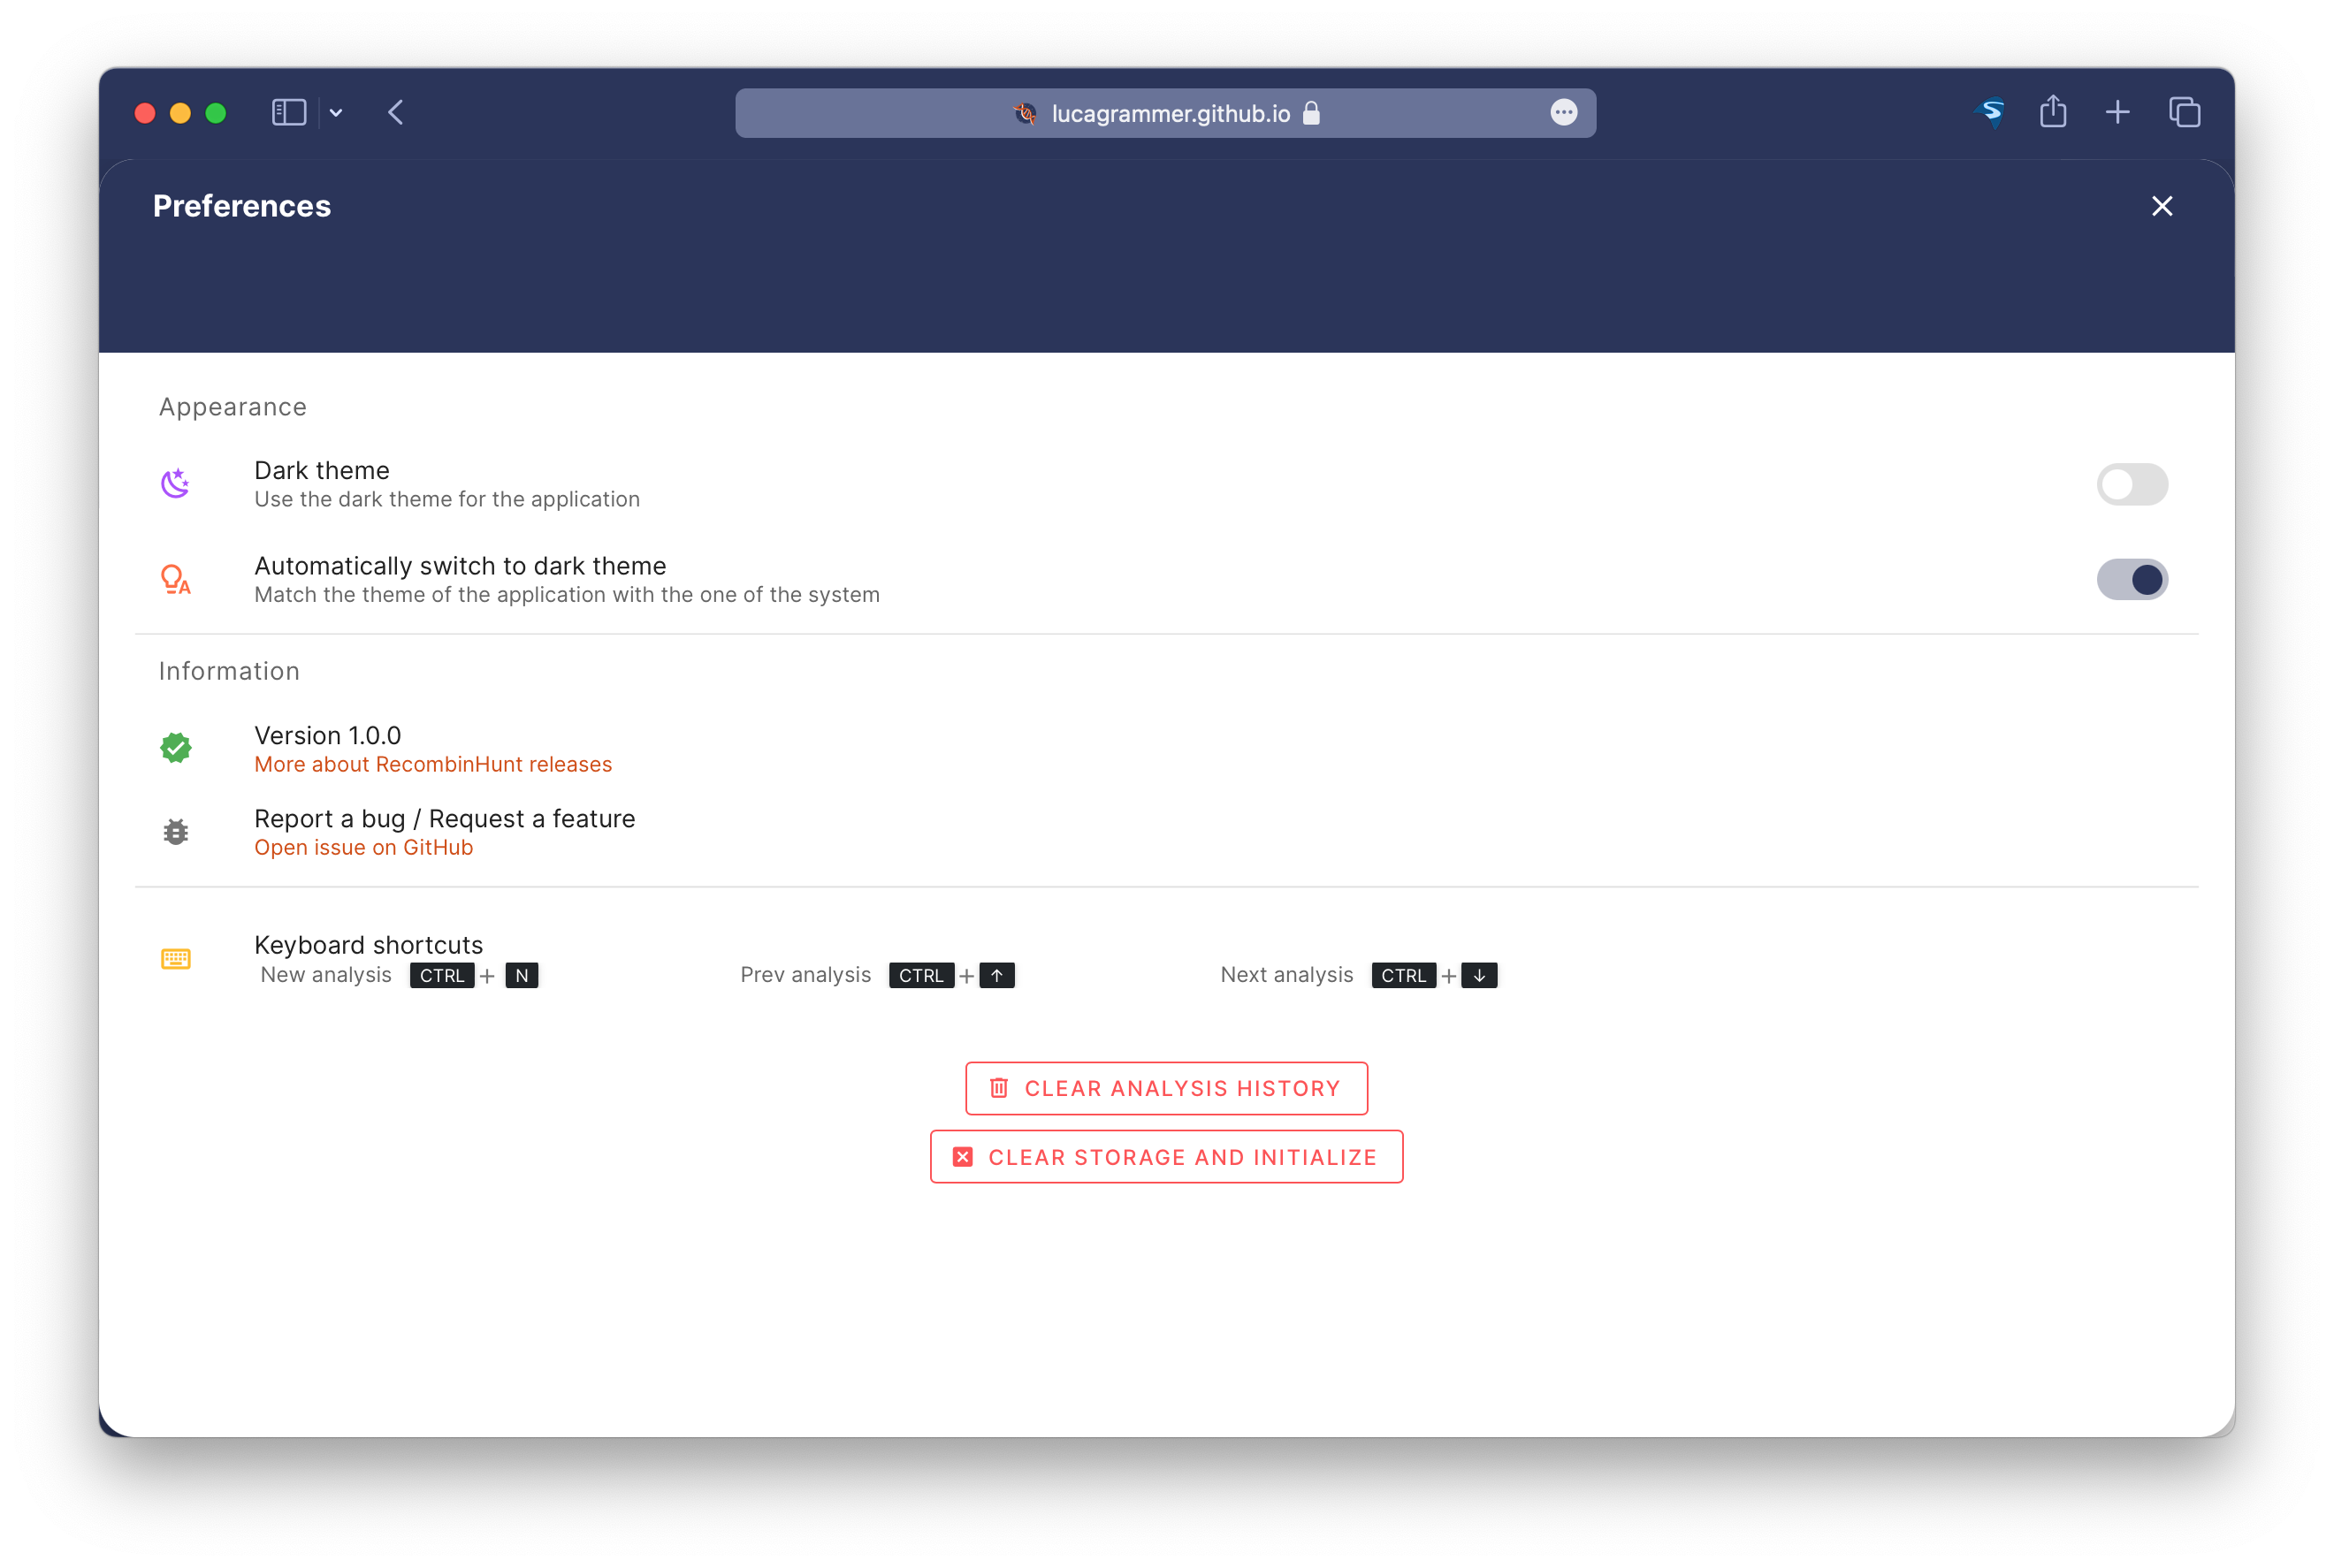 lucagrammer.github.io
Preferences
Appearance
Dark theme
Use the dark theme for the application
Automatically switch to dark theme
Match the theme of the application with the one of the system
Information
Version 1.0.0
More about RecombinHunt releases
Report a bug / Request a feature
Open issue on GitHub
Keyboard shortcuts
New analysis CTRL + N Prev analysis CTRL + ↑ Next analysis CTRL + ↓
CLEAR ANALYSIS HISTORY
CLEAR STORAGE AND INITIALIZE